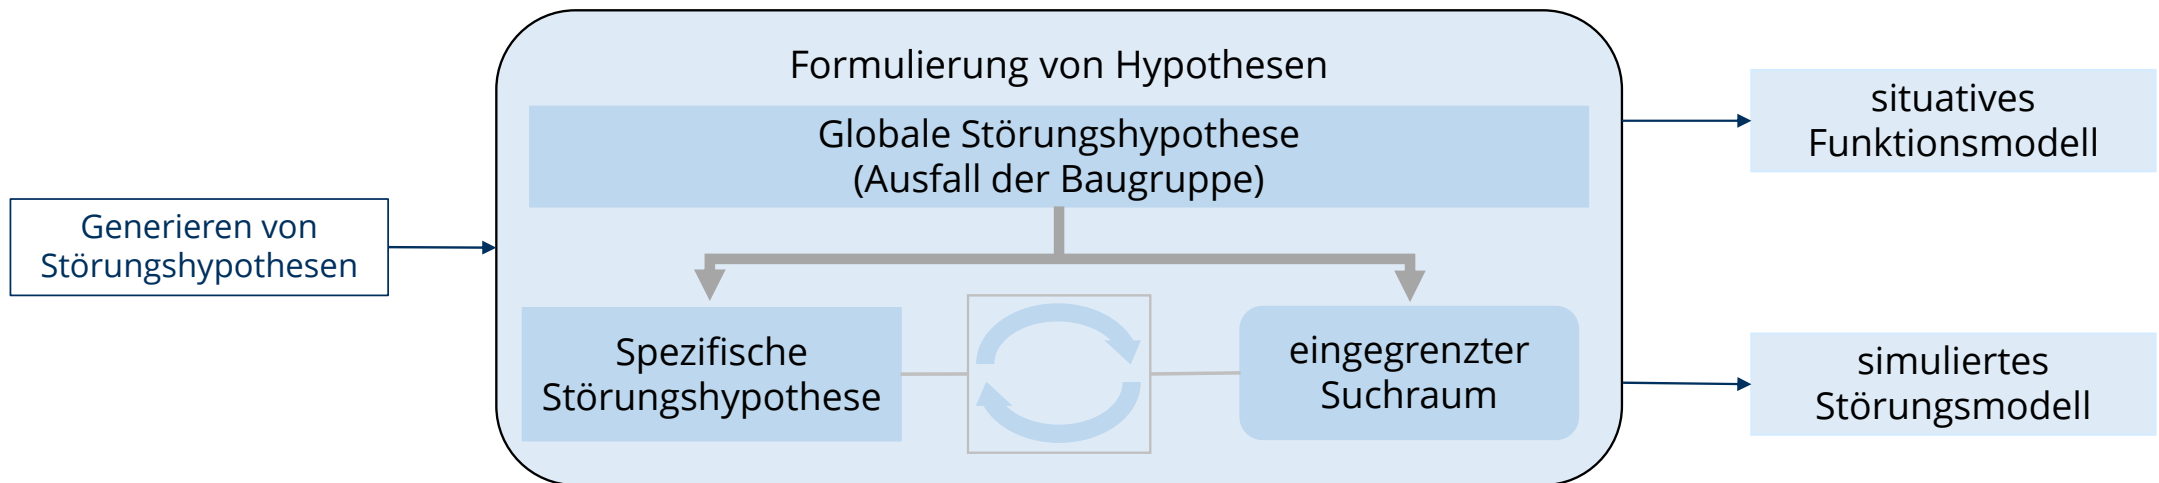 Formulierung von Hypothesen
Globale Störungshypothese
(Ausfall der Baugruppe)
Generieren von
Störungshypothesen
Spezifische
Störungshypothese
eingegrenzter
Suchraum
situatives
Funktionsmodell
simuliertes
Störungsmodell